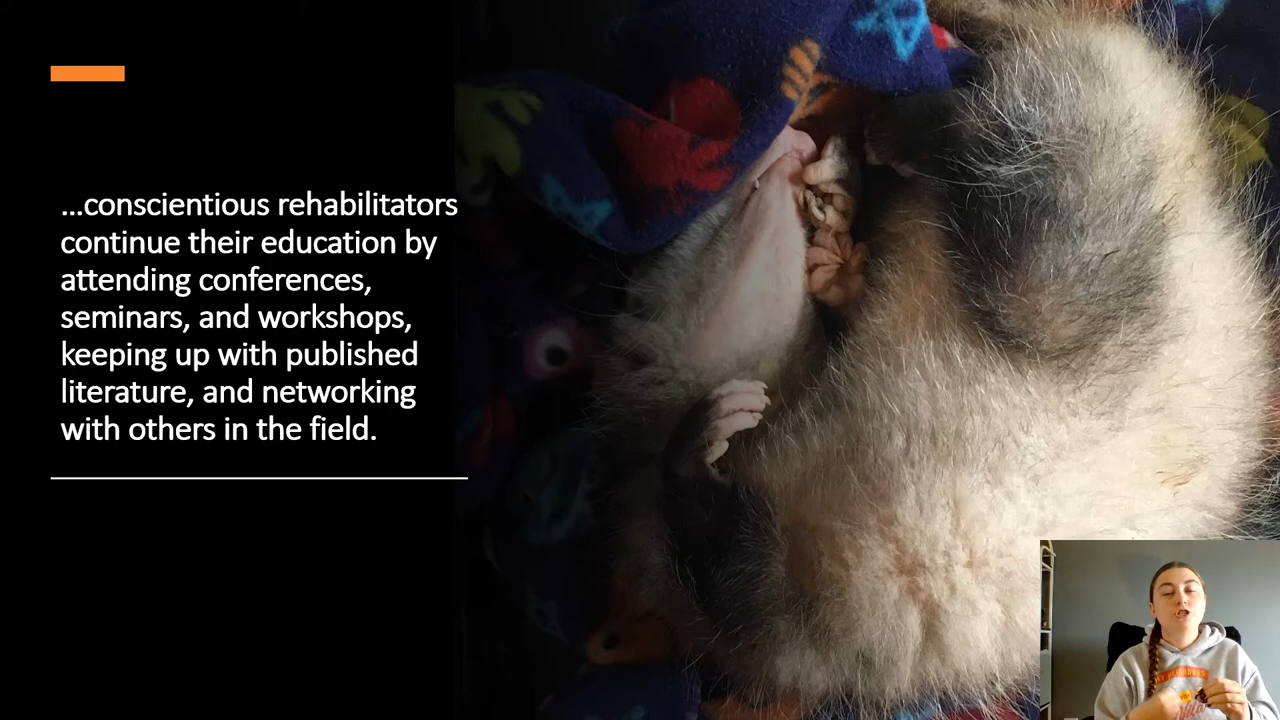 ...conscientious rehabilitators
continue their education by
attending conferences,
seminars, and workshops,
keeping up with published
literature, and networking
with others in the field.